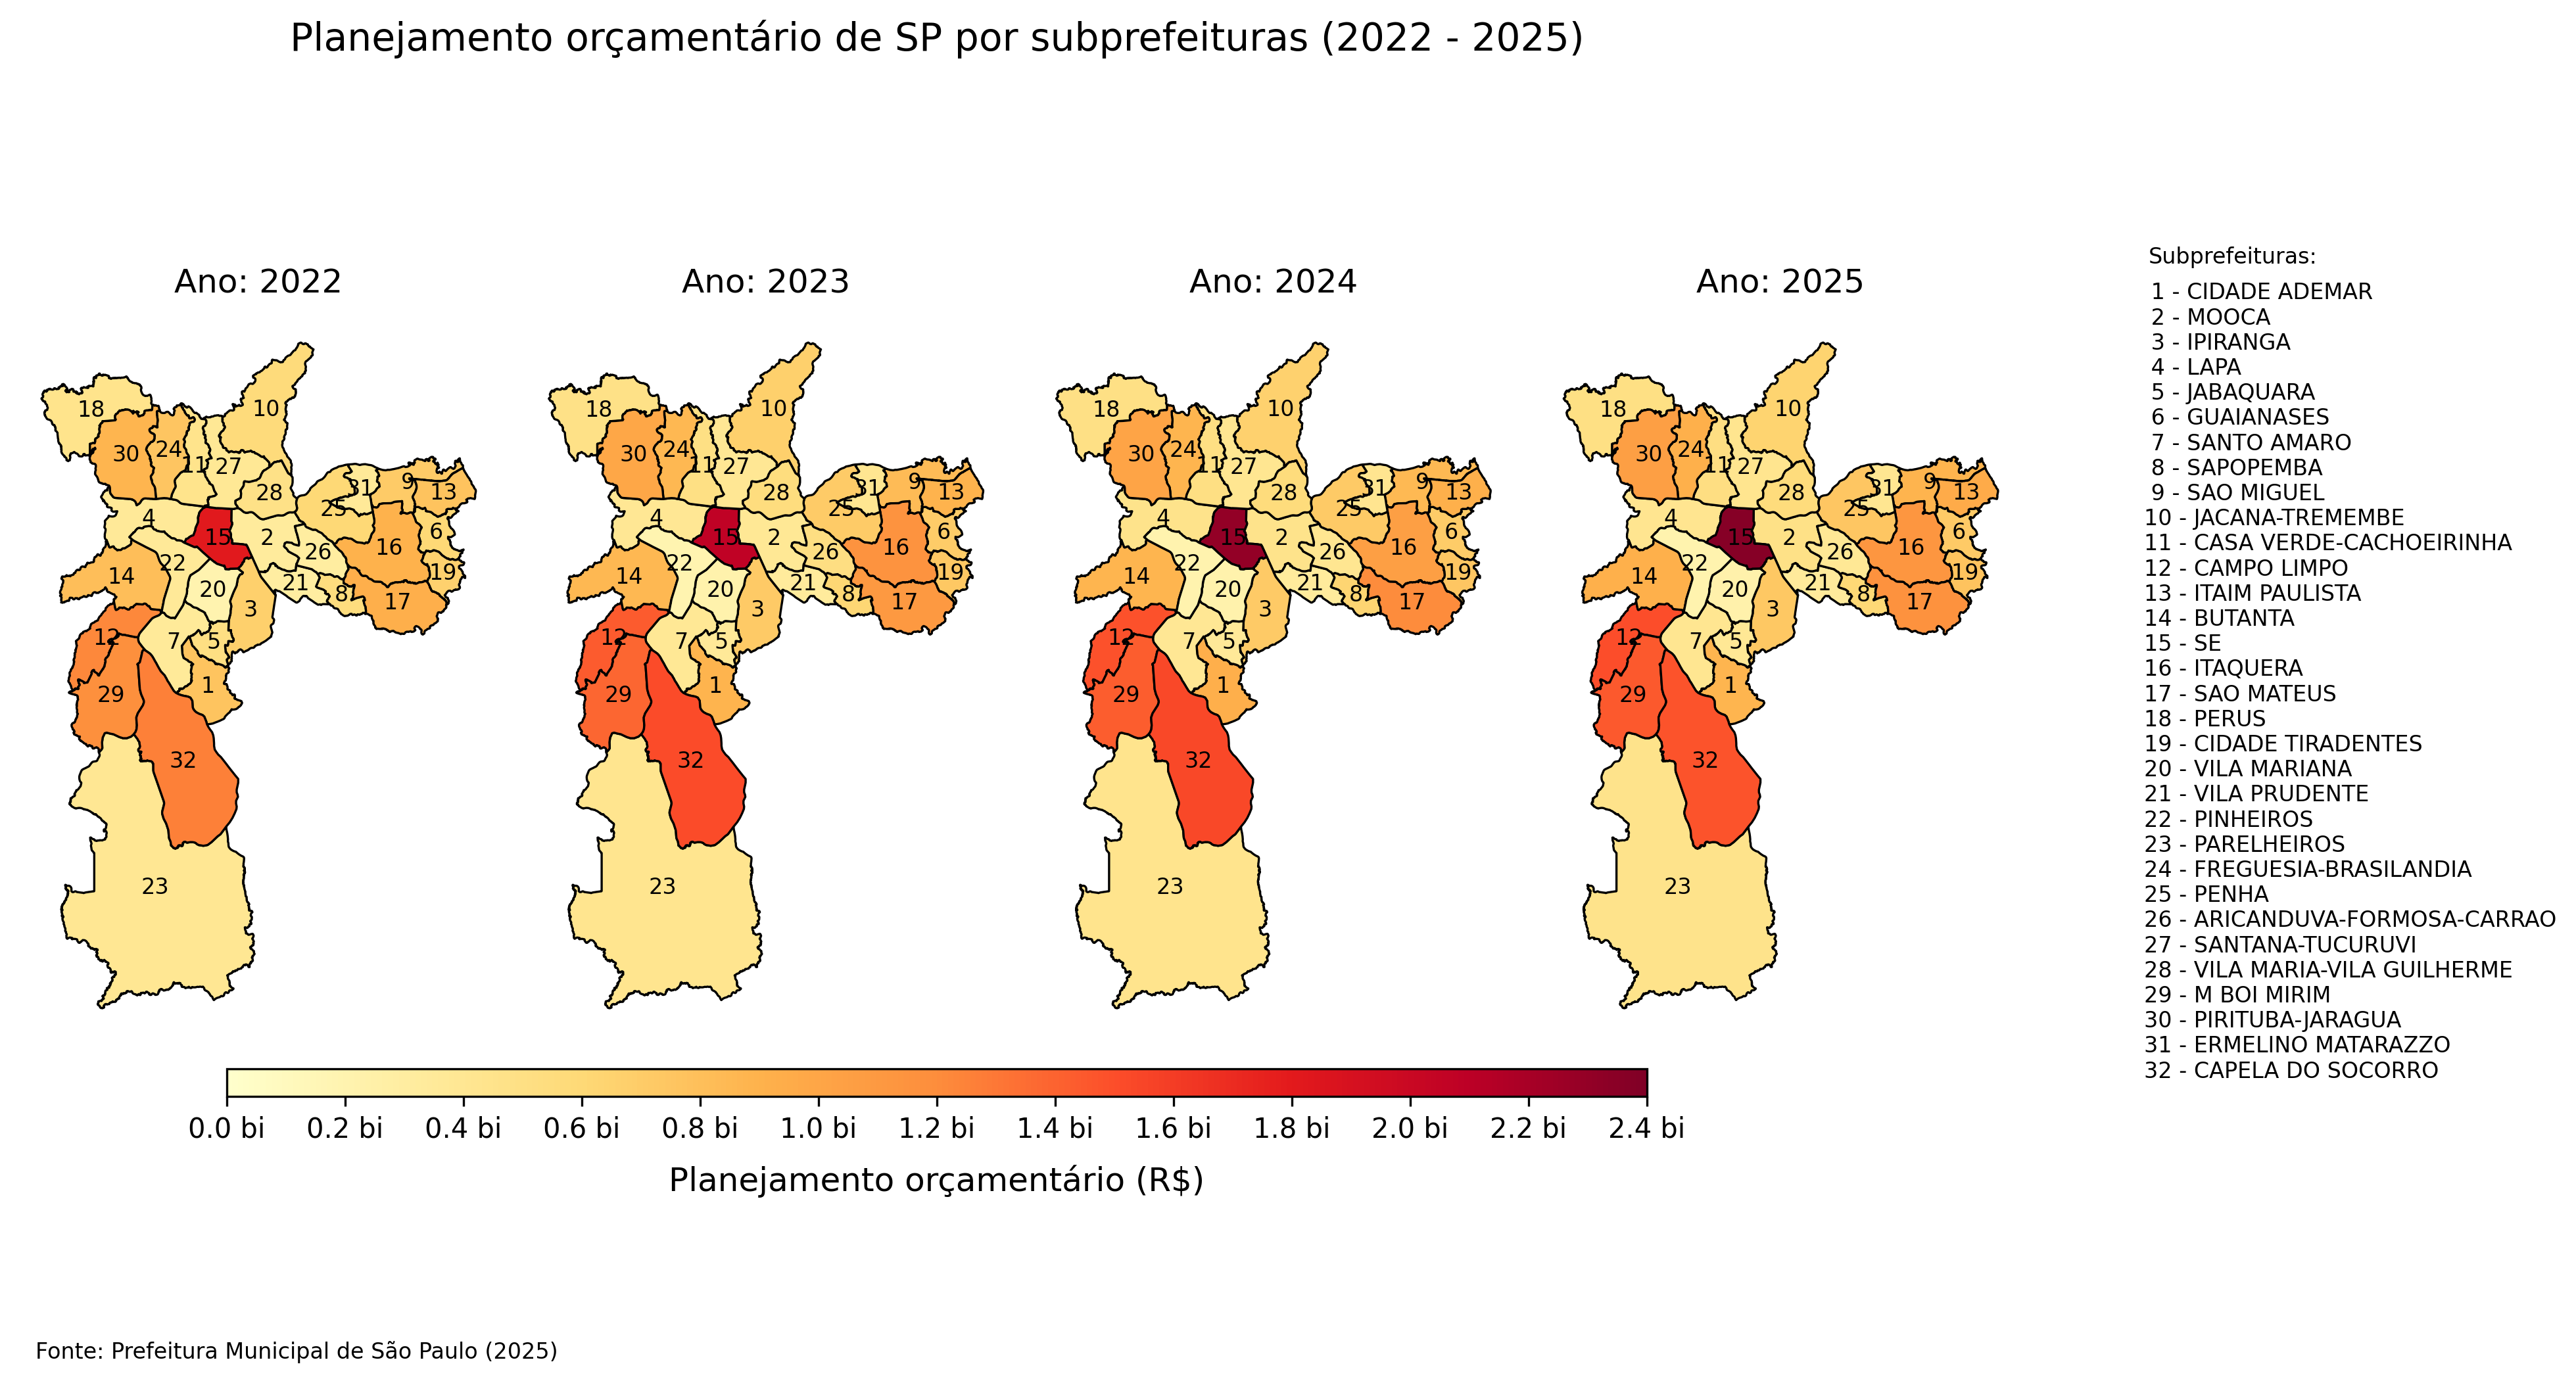 Planejamento orçamentário de SP por subprefeituras (2022 - 2025)
Ano: 2022
Ano: 2023
Ano: 2024
Ano: 2025
18 10 30 24 11 27 28 31 9 13 25 4 15 2 6 26 16 22 14 19 20 21 8 17 3 12 7 5 29 1 32 23
18 10 30 24 11 27 28 31 9 13 25 4 15 2 6 26 16 22 14 19 20 21 8 17 3 12 7 5 29 1 32 23
18 10 30 24 11 27 28 31 9 13 25 4 15 2 6 26 16 22 14 19 20 21 8 17 3 12 7 5 29 1 32 23
18 10 30 24 11 27 28 31 9 13 25 4 15 2 6 26 16 22 14 19 20 21 8 17 3 12 7 5 29 1 32 23
Subprefeituras:
1 - CIDADE ADEMAR
2 - MOOCA
3 - IPIRANGA
4 - LAPA
5 - JABAQUARA
6 - GUAIANASES
7 - SANTO AMARO
8 - SAPOPEMBA
9 - SAO MIGUEL
10 - JACANA-TREMEMBE
11 - CASA VERDE-CACHOEIRINHA
12 - CAMPO LIMPO
13 - ITAIM PAULISTA
14 - BUTANTA
15 - SE
16 - ITAQUERA
17 - SAO MATEUS
18 - PERUS
19 - CIDADE TIRADENTES
20 - VILA MARIANA
21 - VILA PRUDENTE
22 - PINHEIROS
23 - PARELHEIROS
24 - FREGUESIA-BRASILANDIA
25 - PENHA
26 - ARICANDUVA-FORMOSA-CARRAO
27 - SANTANA-TUCURUVI
28 - VILA MARIA-VILA GUILHERME
29 - M BOI MIRIM
30 - PIRITUBA-JARAGUA
31 - ERMELINO MATARAZZO
32 - CAPELA DO SOCORRO
0.0 bi 0.2 bi 0.4 bi 0.6 bi 0.8 bi 1.0 bi 1.2 bi 1.4 bi 1.6 bi 1.8 bi 2.0 bi 2.2 bi 2.4 bi
Planejamento orçamentário (R$)
Fonte: Prefeitura Municipal de São Paulo (2025)